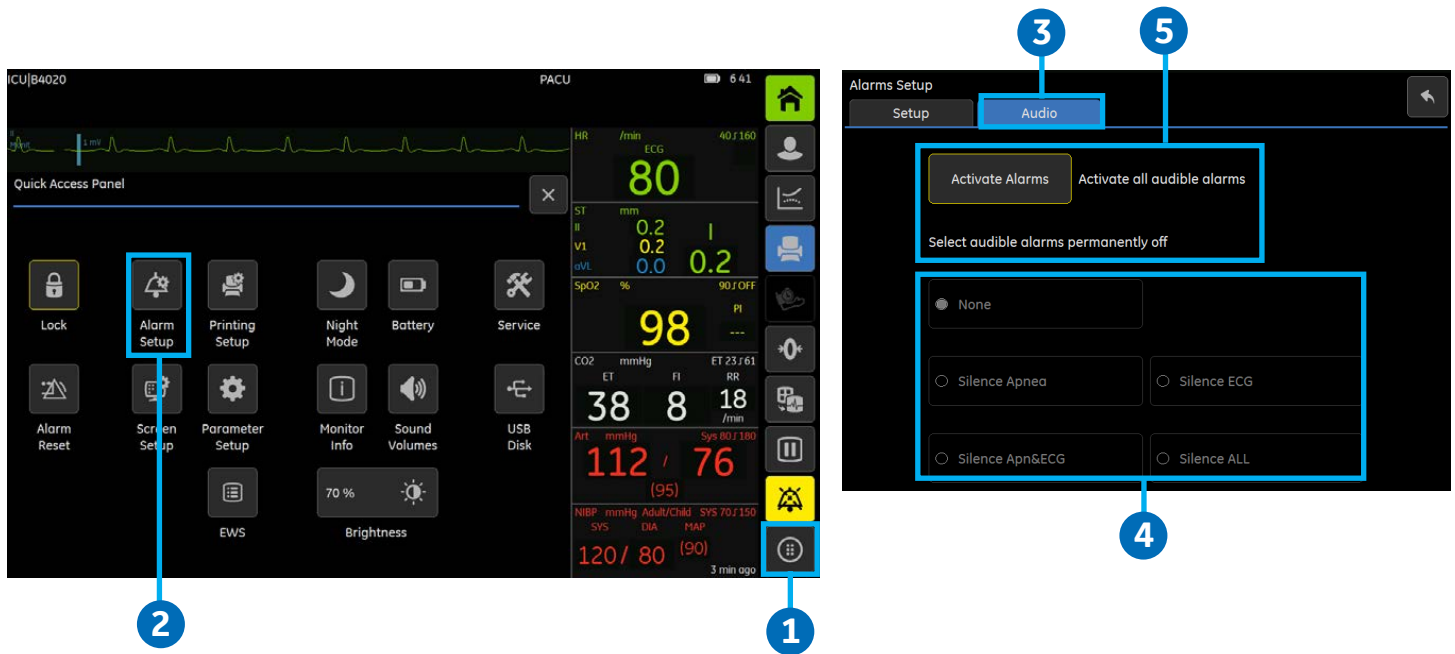 3
5
ICU|B4020
PACU
6 41
II
1 mV
Quick Access Panel
Lock
Alarm
Setup
Printing
Setup
Night
Mode
Battery
Service
Alarm
Reset
Screen
Setup
Parameter
Setup
Monitor
Info
Sound
Volumes
USB
Disk
EWS
70 %
Brightness
HR /min 40 160
ECG
80
ST mm
II 0.2 I
V1 0.2 0.2
aVL 0.0
SpO2 % 90 OFF
PI
98 ---
CO2 mmHg ET 23 61
ET FI RR
38 8 18
/min
Art mmHg Sys 80 180
112 / 76
(95)
NIBP mmHg Adult/Child SYS 70 150
SYS DIA MAP
120/ 80 (90)
3 min ago
2
1
Alarms Setup
Setup
Audio
Activate Alarms
Activate all audible alarms
Select audible alarms permanently off
None
Silence Apnea
Silence ECG
Silence Apn&ECG
Silence ALL
4